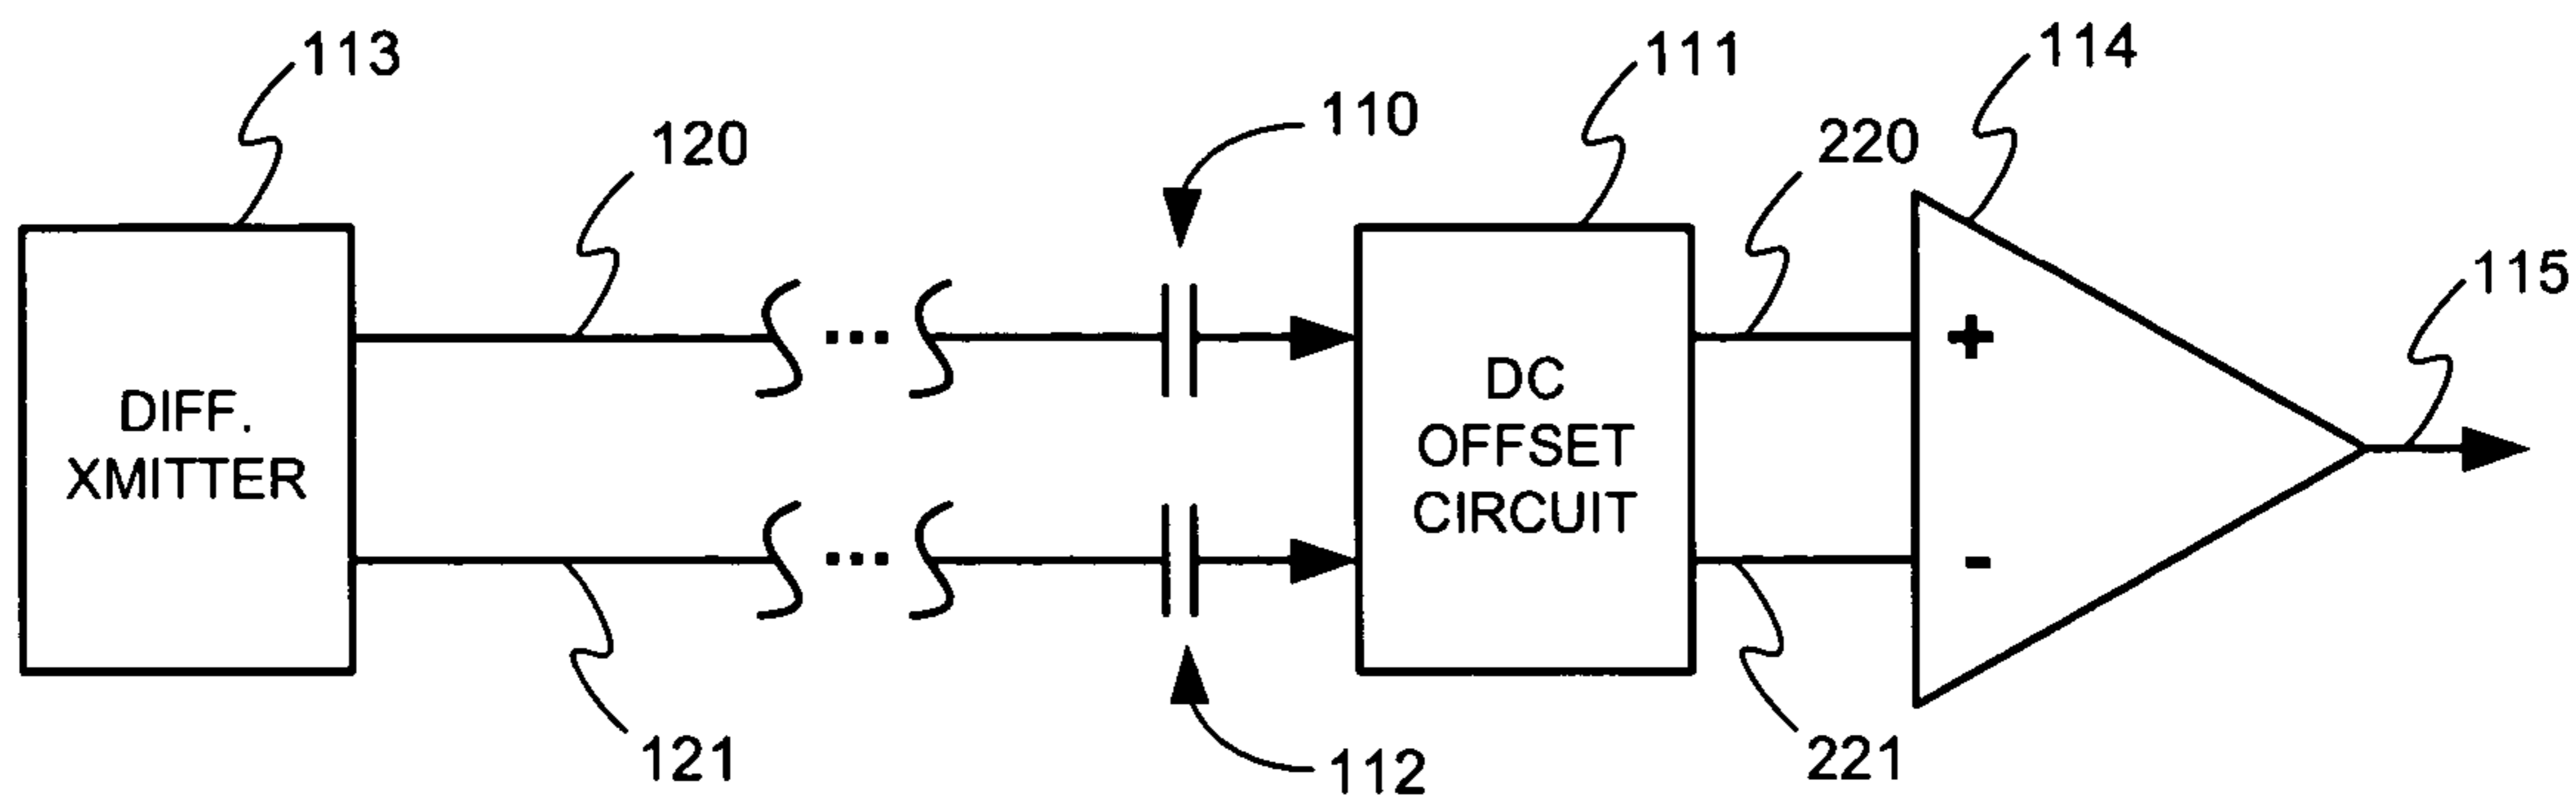 113
120
110
111
220
114
115
DIFF.
XMITTER
...
...
DC
OFFSET
CIRCUIT
+
-
121
112
221